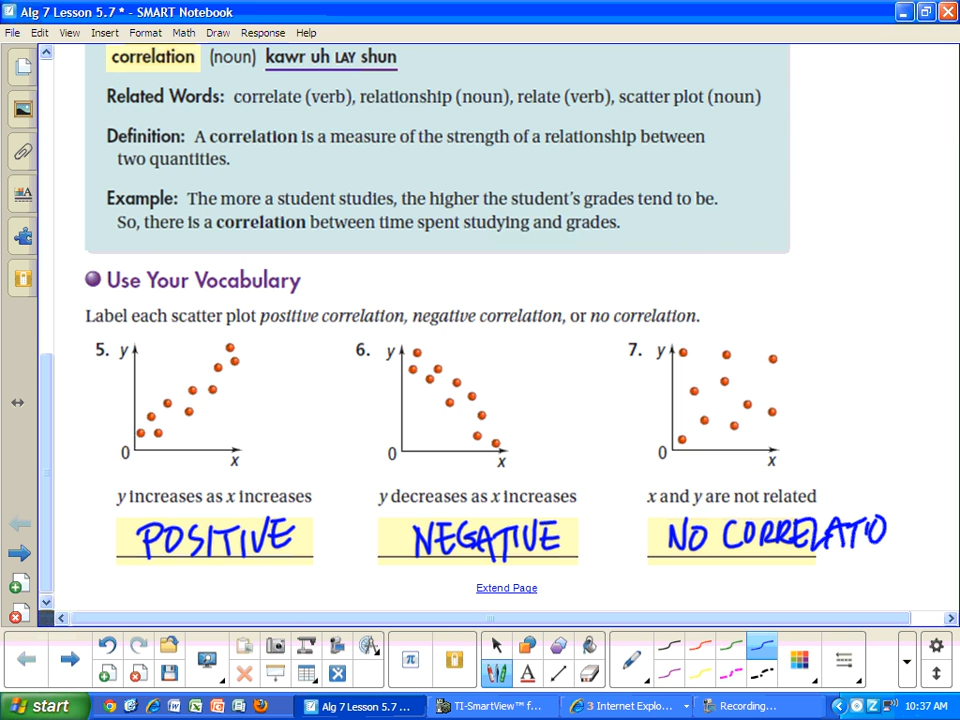 Alg 7 Lesson 5.7 * - SMART Notebook
File Edit View Insert Format Math Draw Response Help
correlation (noun) kawr uh LAY shun
Related Words: correlate (verb), relationship (noun), relate (verb), scatter plot (noun)
Definition: A correlation is a measure of the strength of a relationship between
two quantities.
Example: The more a student studies, the higher the student's grades tend to be.
So, there is a correlation between time spent studying and grades.
Use Your Vocabulary
Label each scatter plot positive correlation, negative correlation, or no correlation.
5. y 6. y 7. y
0 x 0 x 0 x
y increases as x increases y decreases as x increases x and y are not related
POSITIVE NEGATIVE NO CORRELATIO
Extend Page
π A
start Alg 7 Lesson 5.7 ... TI-SmartView™ f... 3 Internet Explo... Recording... 10:37 AM